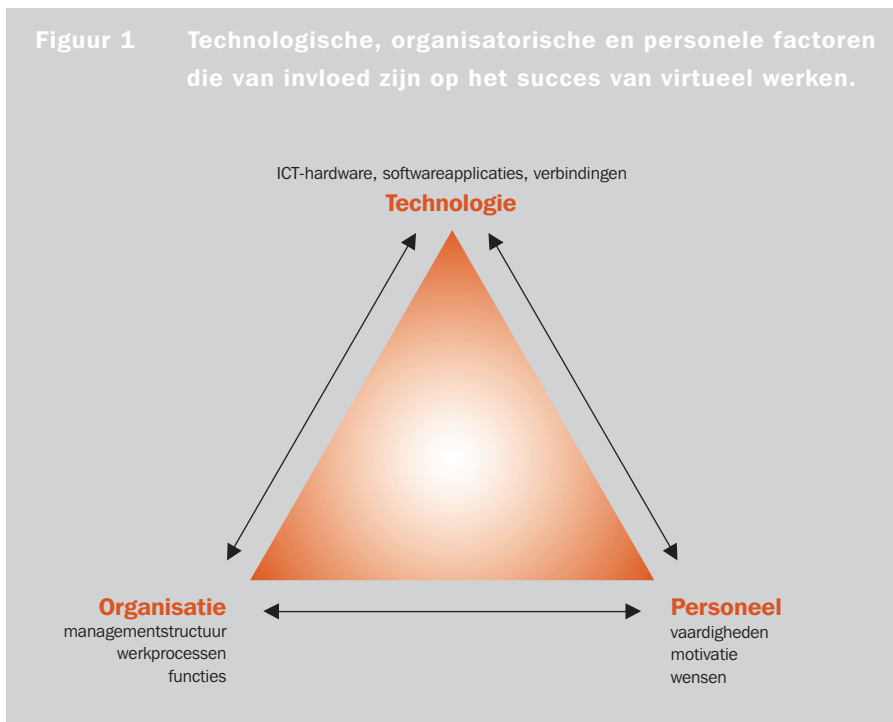 Figuur 1 Technologische, organisatorische en personele factoren
die van invloed zijn op het succes van virtueel werken.
ICT-hardware, softwareapplicaties, verbindingen
Technologie
Organisatie
managementstructuur
werkprocessen
functies
Personeel
vaardigheden
motivatie
wensen